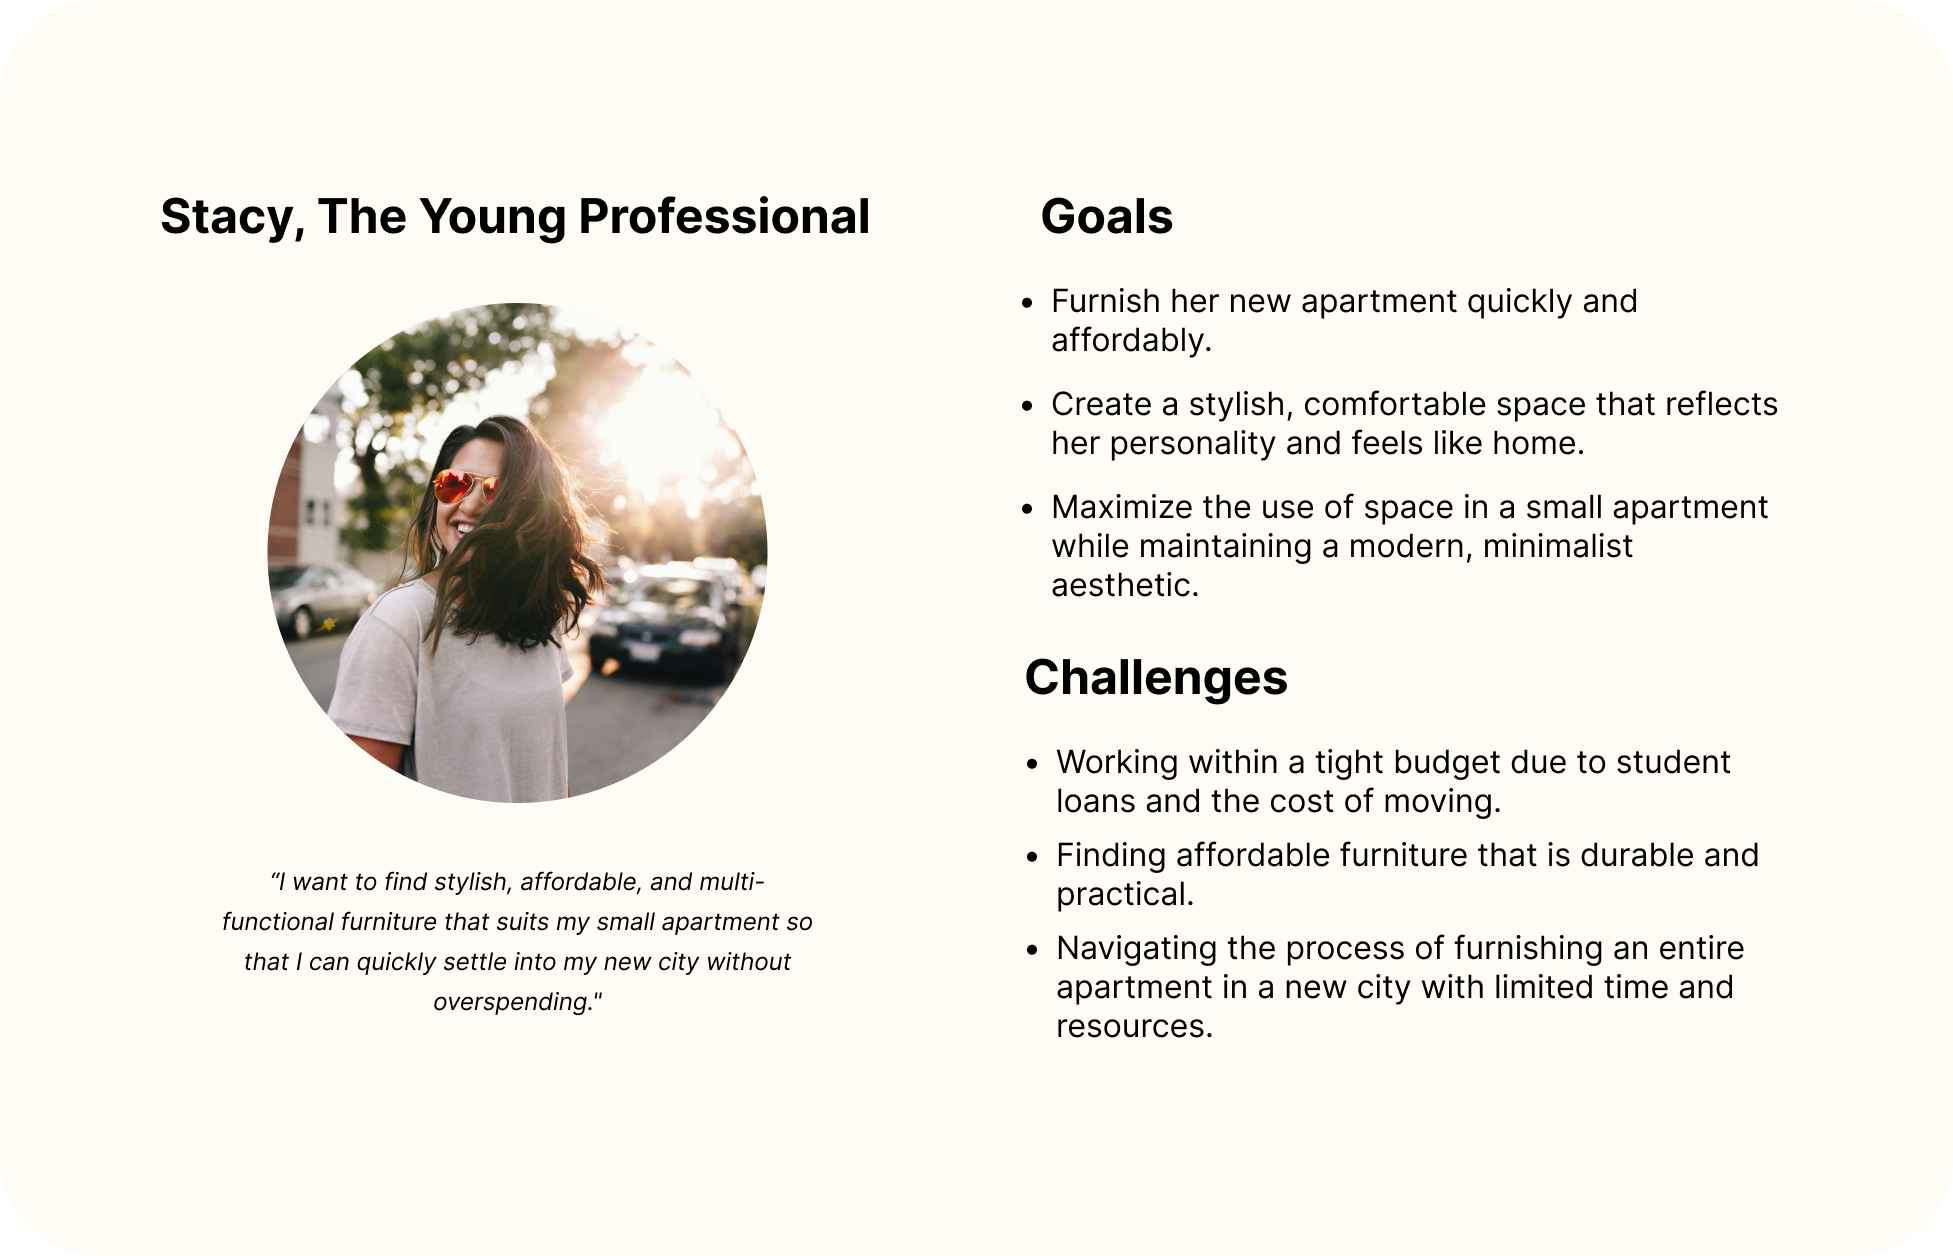 Stacy, The Young Professional
“I want to find stylish, affordable, and multi-
functional furniture that suits my small apartment so
that I can quickly settle into my new city without
overspending."
Goals
• Furnish her new apartment quickly and
affordably.
• Create a stylish, comfortable space that reflects
her personality and feels like home.
• Maximize the use of space in a small apartment
while maintaining a modern, minimalist
aesthetic.
Challenges
• Working within a tight budget due to student
loans and the cost of moving.
• Finding affordable furniture that is durable and
practical.
• Navigating the process of furnishing an entire
apartment in a new city with limited time and
resources.